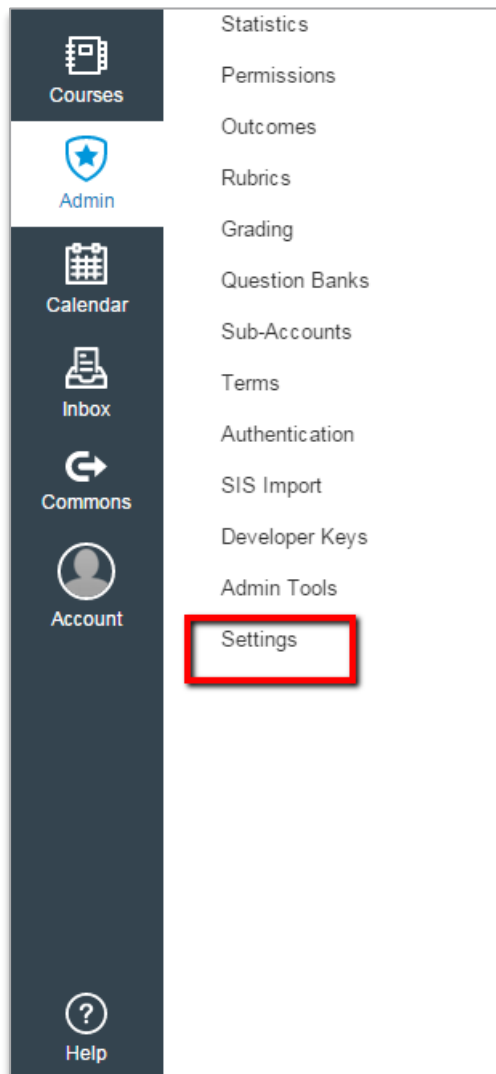 Courses
Admin
Calendar
Inbox
Commons
Account
Help
Statistics
Permissions
Outcomes
Rubrics
Grading
Question Banks
Sub-Accounts
Terms
Authentication
SIS Import
Developer Keys
Admin Tools
Settings